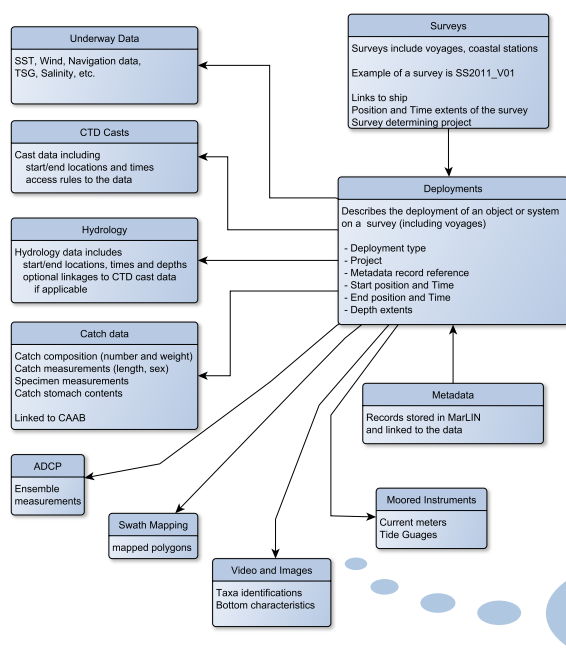 Underway Data
SST, Wind, Navigation data,
TSG, Salinity, etc.
Surveys
Surveys include voyages, coastal stations
Example of a survey is SS2011_V01
Links to ship
Position and Time extents of the survey
Survey determining project
CTD Casts
Cast data including
start/end locations and times
access rules to the data
Deployments
Describes the deployment of an object or system
on a survey (including voyages)
- Deployment type
- Project
- Metadata record reference
- Start position and Time
- End position and Time
- Depth extents
Hydrology
Hydrology data includes
start/end locations, times and depths
optional linkages to CTD cast data
if applicable
Catch data
Catch composition (number and weight)
Catch measurements (length, sex)
Specimen measurements
Catch stomach contents
Linked to CAAB
Metadata
Records stored in MarLIN
and linked to the data
ADCP
Ensemble
measurements
Swath Mapping
mapped polygons
Moored Instruments
Current meters
Tide Guages
Video and Images
Taxa identifications
Bottom characteristics